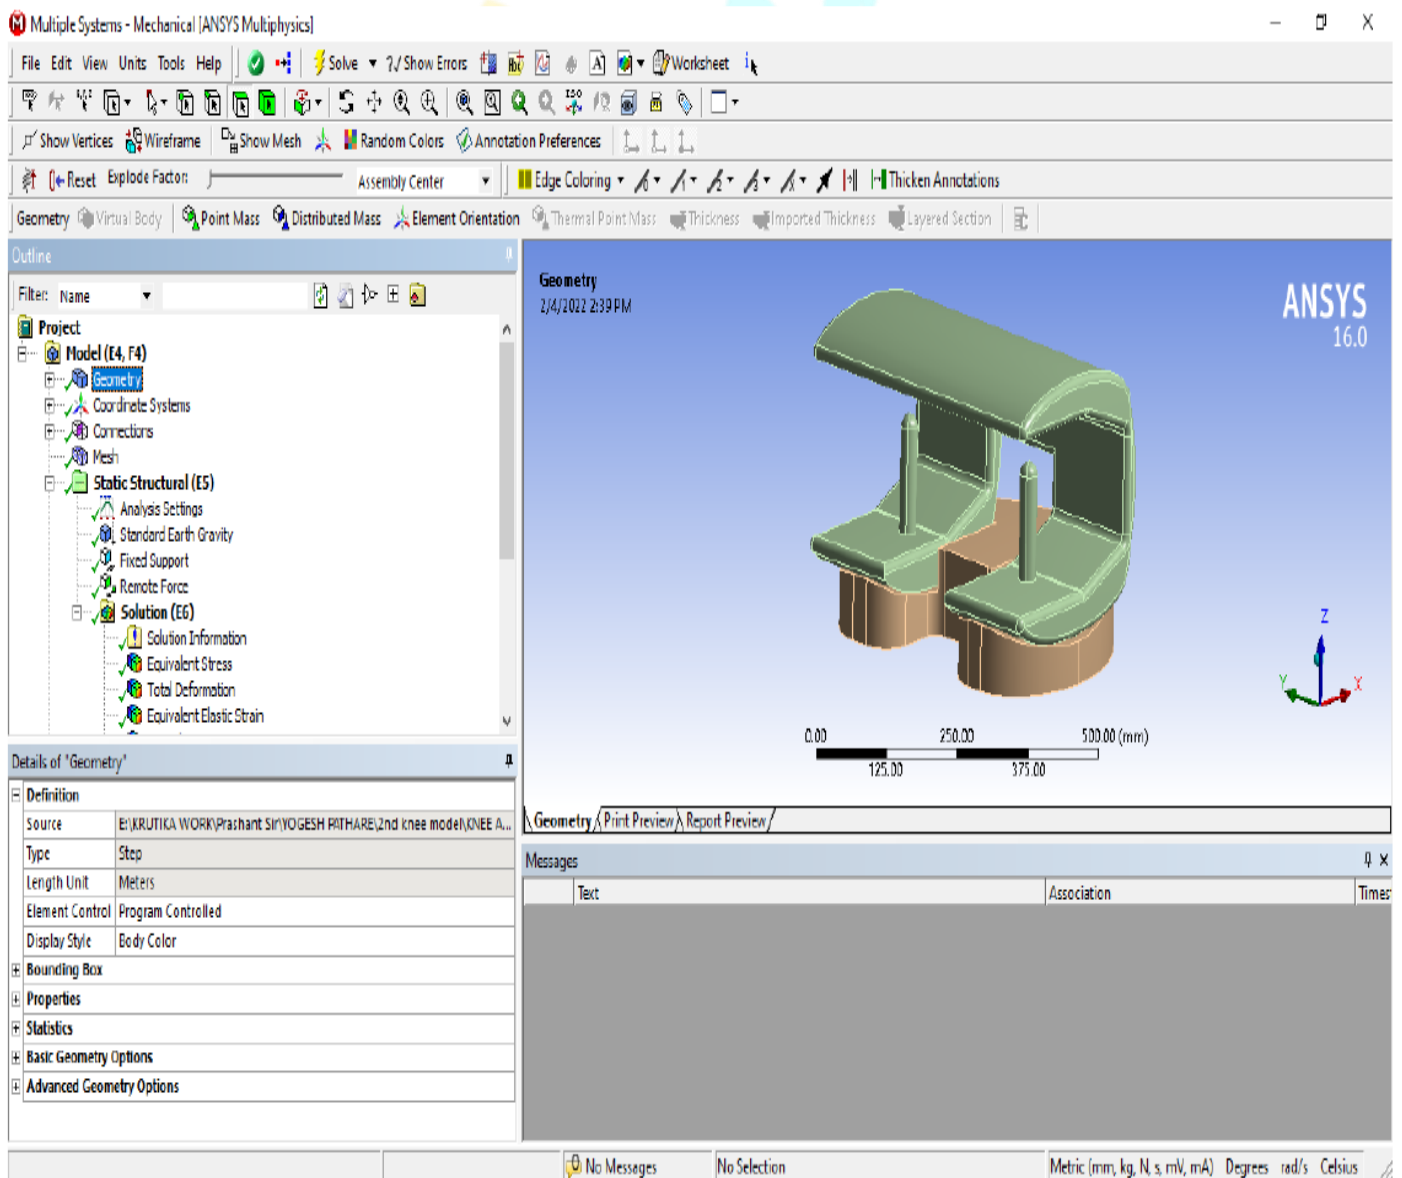 Multiple Systems - Mechanical [ANSYS Multiphysics]
File Edit View Units Tools Help Solve ?/ Show Errors Worksheet
Show Vertices Wireframe Show Mesh Random Colors Annotation Preferences
Reset Explode Factor: Assembly Center Edge Coloring Thicken Annotations
Geometry Virtual Body Point Mass Distributed Mass Element Orientation Thermal Point Mass Thickness Imported Thickness Layered Section
Outline
Filter: Name
Project
Model (E4, F4)
Geometry
Coordinate Systems
Connections
Mesh
Static Structural (E5)
Analysis Settings
Standard Earth Gravity
Fixed Support
Remote Force
Solution (E6)
Solution Information
Equivalent Stress
Total Deformation
Equivalent Elastic Strain
Details of "Geometry"
Definition
Source E:\KRUTIKA WORK\Prashant Sir\YOGESH PATHARE\2nd knee model\KNEE A...
Type Step
Length Unit Meters
Element Control Program Controlled
Display Style Body Color
Bounding Box
Properties
Statistics
Basic Geometry Options
Advanced Geometry Options
Geometry
2/4/2022 2:39 PM
ANSYS
16.0
Z
Y X
0.00 250.00 500.00 (mm)
125.00 375.00
Geometry Print Preview Report Preview
Messages
Text Association Times
No Messages No Selection Metric (mm, kg, N, s, mV, mA) Degrees rad/s Celsius